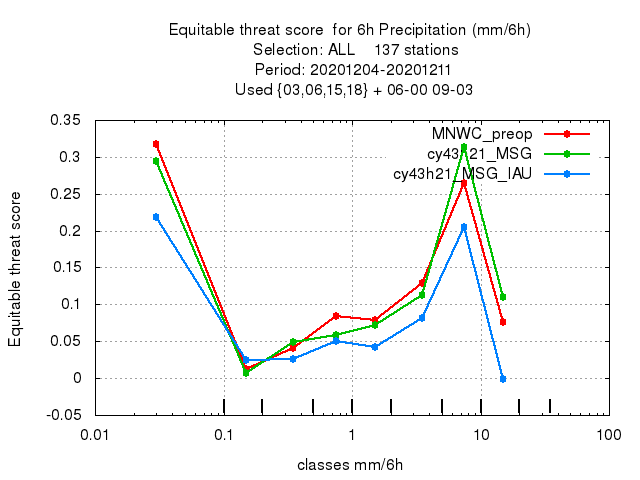 Equitable threat score for 6h Precipitation (mm/6h)
Selection: ALL 137 stations
Period: 20201204-20201211
Used {03,06,15,18} + 06-00 09-03
MNWC_preop
cy43h21_MSG
cy43h21_MSG_IAU
0.35
0.3
0.25
0.2
0.15
0.1
0.05
0
-0.05
Equitable threat score
0.01 0.1 1 10 100
classes mm/6h